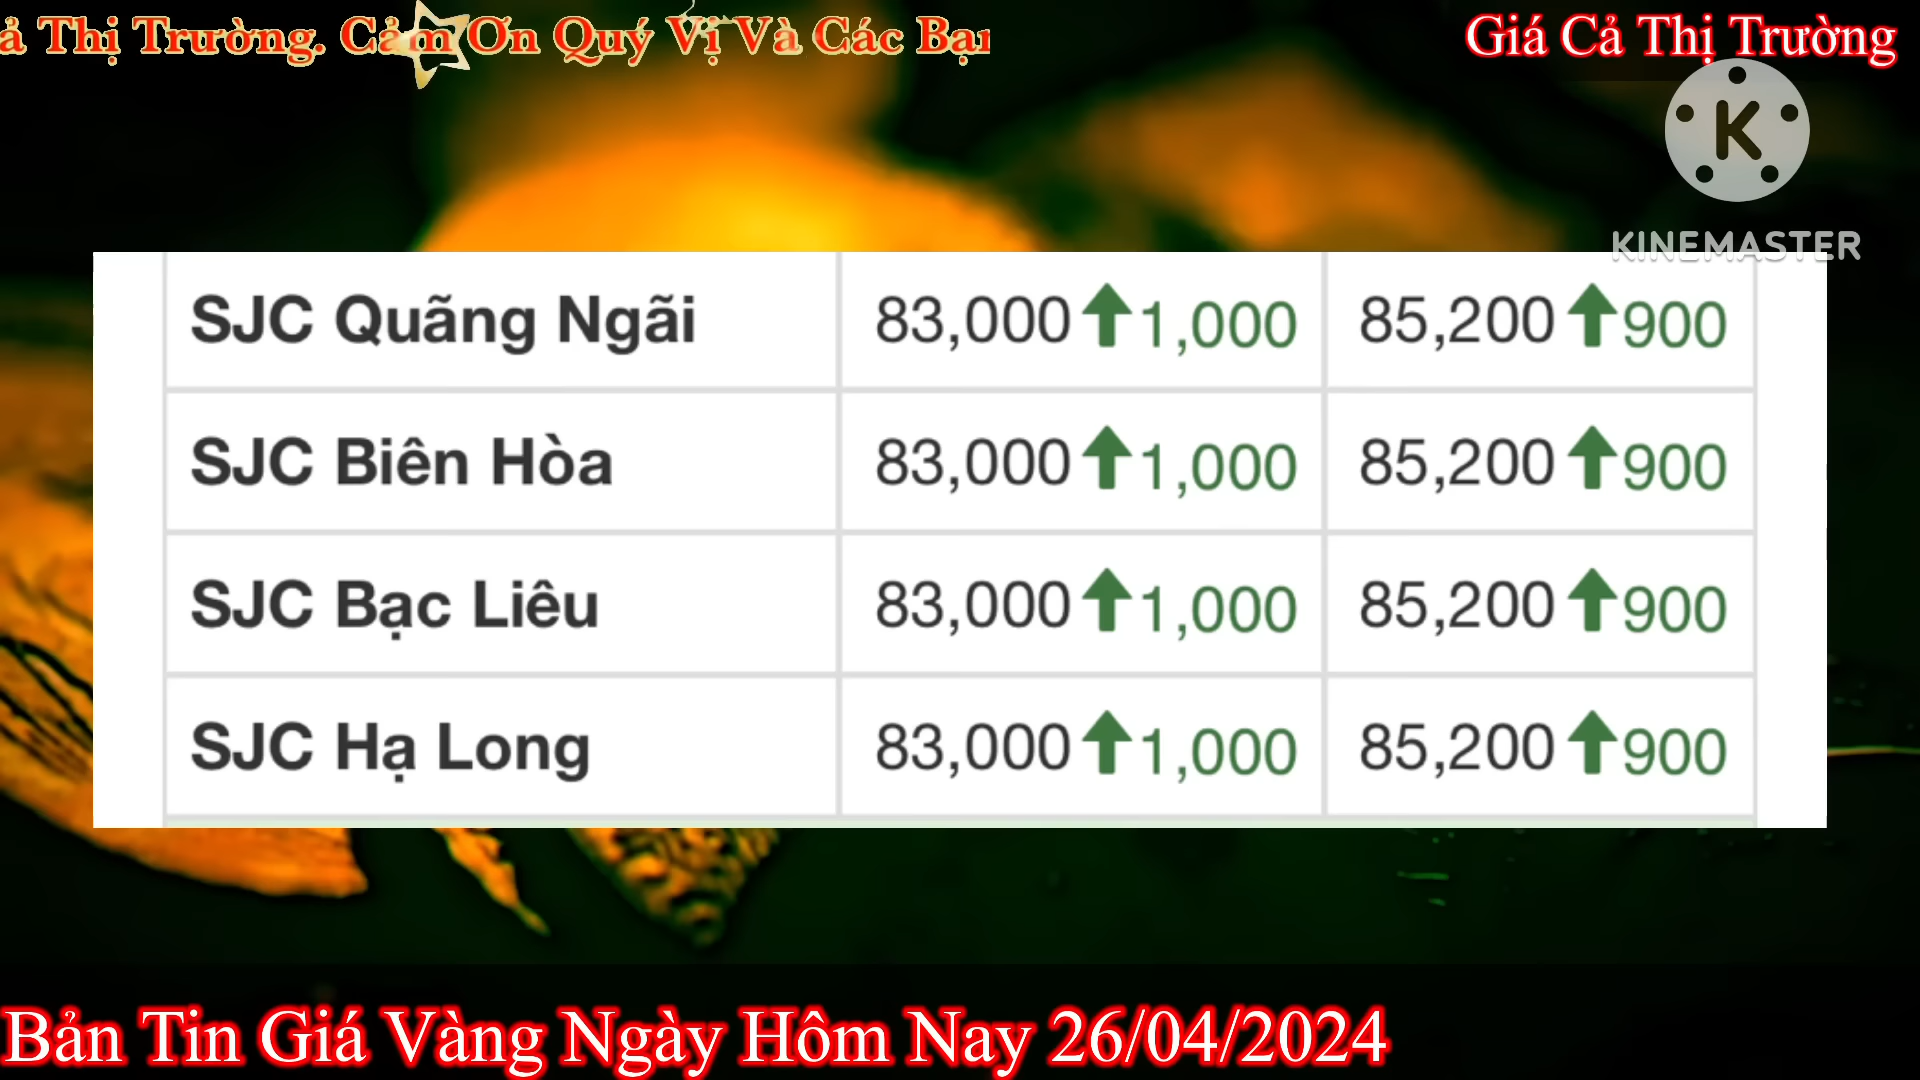 ả Thị Trường. Cảm Ơn Quý Vị Và Các Bạn
Giá Cả Thị Trường
K
KINEMASTER
SJC Quãng Ngãi 83,000 1,000 85,200 900
SJC Biên Hòa 83,000 1,000 85,200 900
SJC Bạc Liêu 83,000 1,000 85,200 900
SJC Hạ Long 83,000 1,000 85,200 900
Bản Tin Giá Vàng Ngày Hôm Nay 26/04/2024